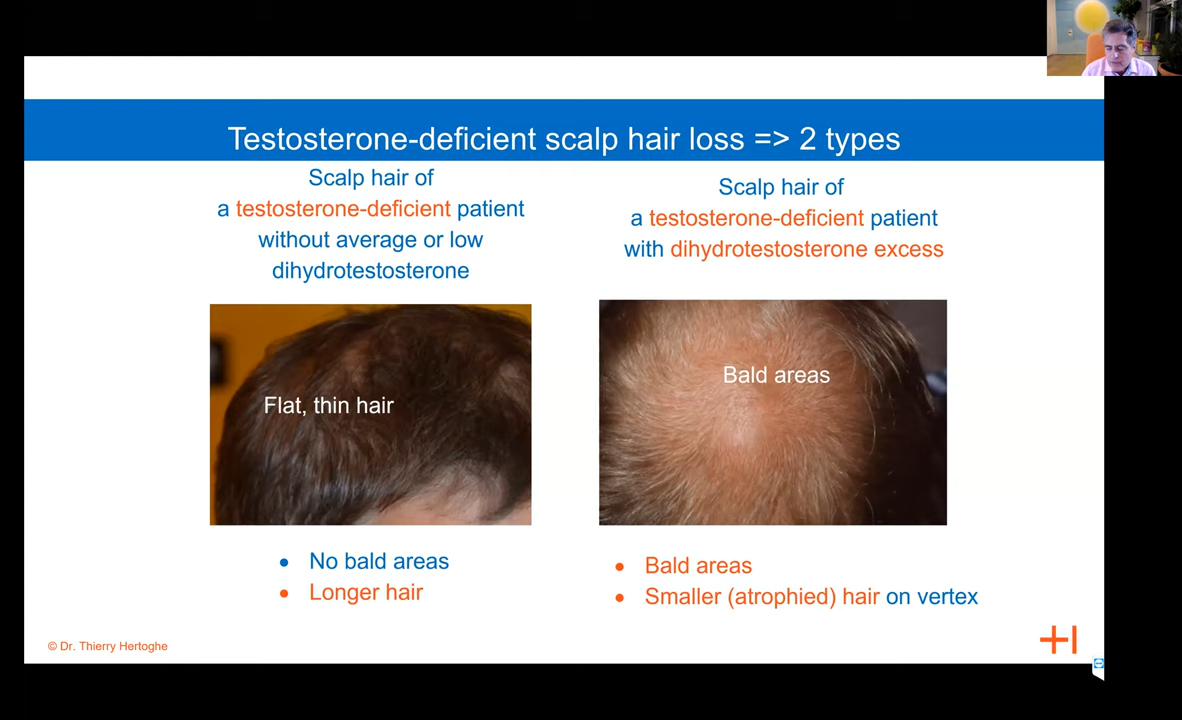 Testosterone-deficient scalp hair loss => 2 types
Scalp hair of
a testosterone-deficient patient
without average or low
dihydrotestosterone
Scalp hair of
a testosterone-deficient patient
with dihydrotestosterone excess
Flat, thin hair
Bald areas
• No bald areas
• Longer hair
• Bald areas
• Smaller (atrophied) hair on vertex
© Dr. Thierry Hertoghe